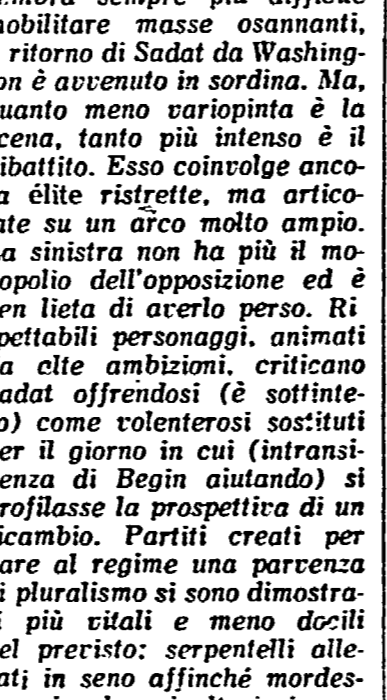 sempre più
mobilitare masse osannanti,
ritorno di Sadat da Washing-
on è avvenuto in sordina. Ma,
uanto meno variopinta è la
cena, tanto più intenso è il
ibattito. Esso coinvolge anco-
a élite ristrette, ma artico-
ate su un arco molto ampio.
a sinistra non ha più il mo-
opolio dell'opposizione ed è
en lieta di averlo perso. Ri
pettabili personaggi, animati
a alte ambizioni, criticano
adat offrendosi (è sottinte-
o) come volenterosi sostituti
er il giorno in cui (intransi-
enza di Begin aiutando) si
rofilasse la prospettiva di un
icambio. Partiti creati per
are al regime una parvenza
i pluralismo si sono dimostra-
i più vitali e meno docili
el previsto: serpentelli alle-
ati in seno affinché mordes-